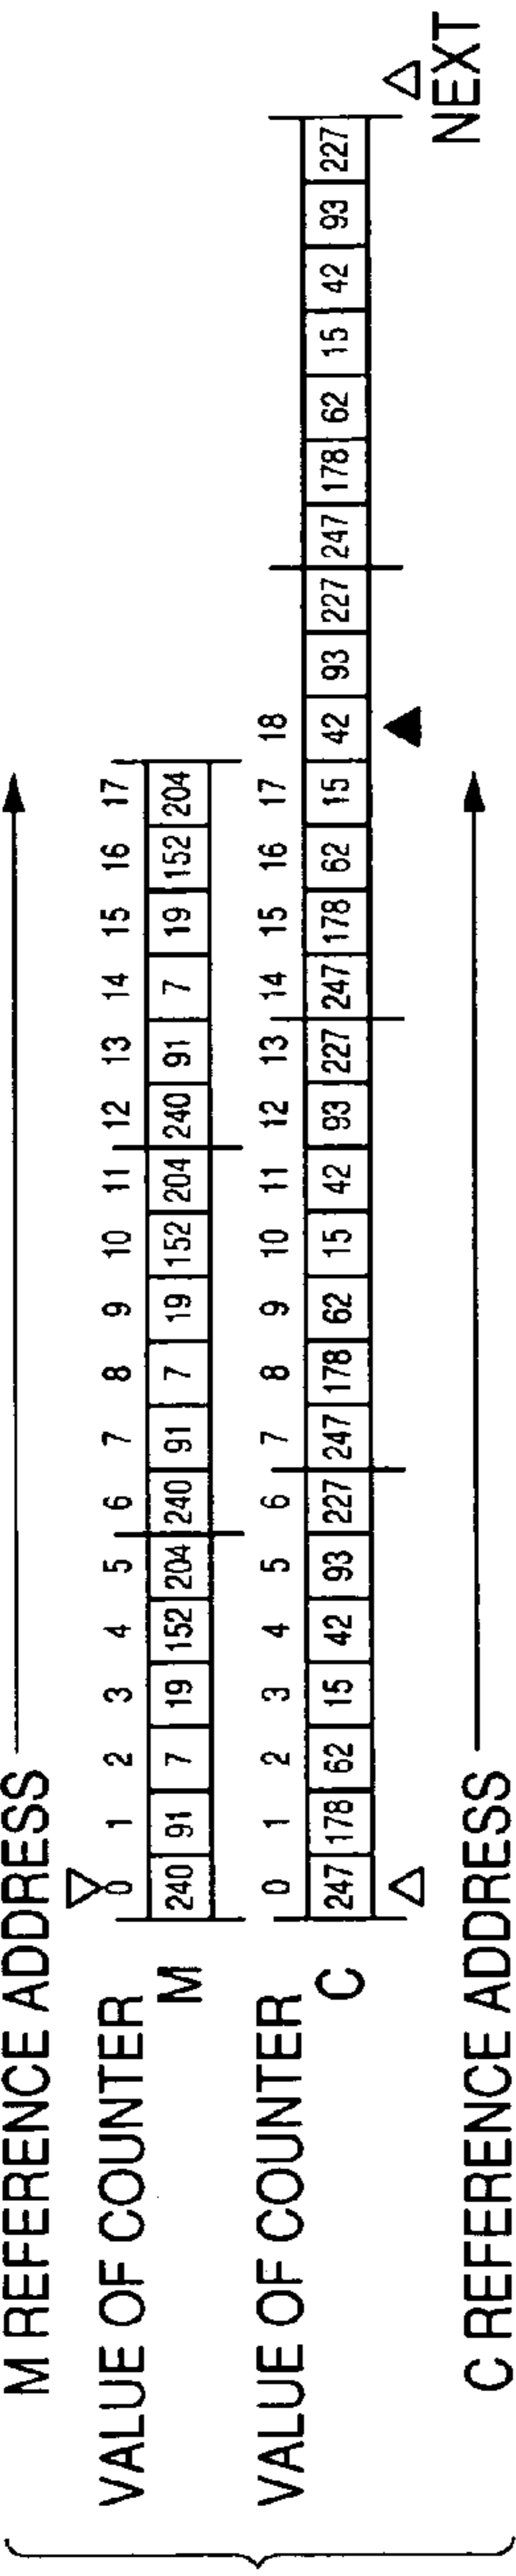 M REFERENCE ADDRESS
VALUE OF COUNTER 0 1 2 3 4 5 6 7 8 9 10 11 12 13 14 15 16 17
M 240 91 7 19 152 204 240 91 7 19 152 204 240 91 7 19 152 204
VALUE OF COUNTER 0 1 2 3 4 5 6 7 8 9 10 11 12 13 14 15 16 17 18
C 247 178 62 15 42 93 227 247 178 62 15 42 93 227 247 178 62 15 42 93 227 247 178 62 15 42 93 227
NEXT
C REFERENCE ADDRESS